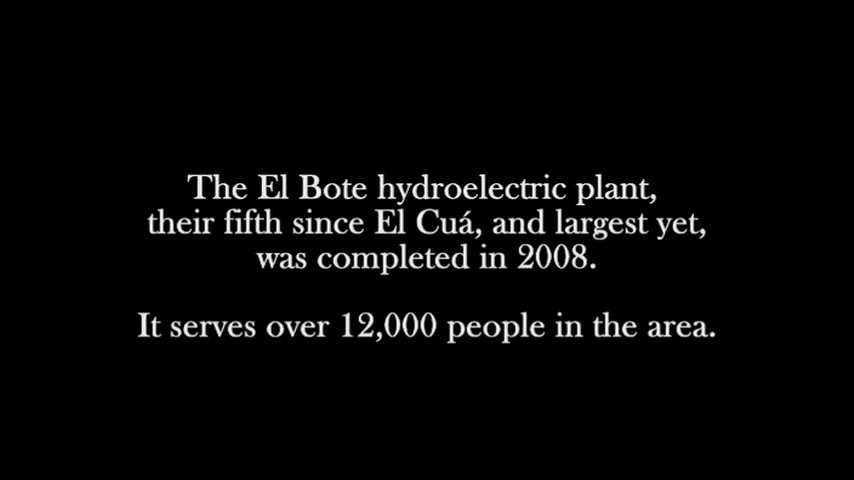 The El Bote hydroelectric plant,
their fifth since El Cuá, and largest yet,
was completed in 2008.
It serves over 12,000 people in the area.